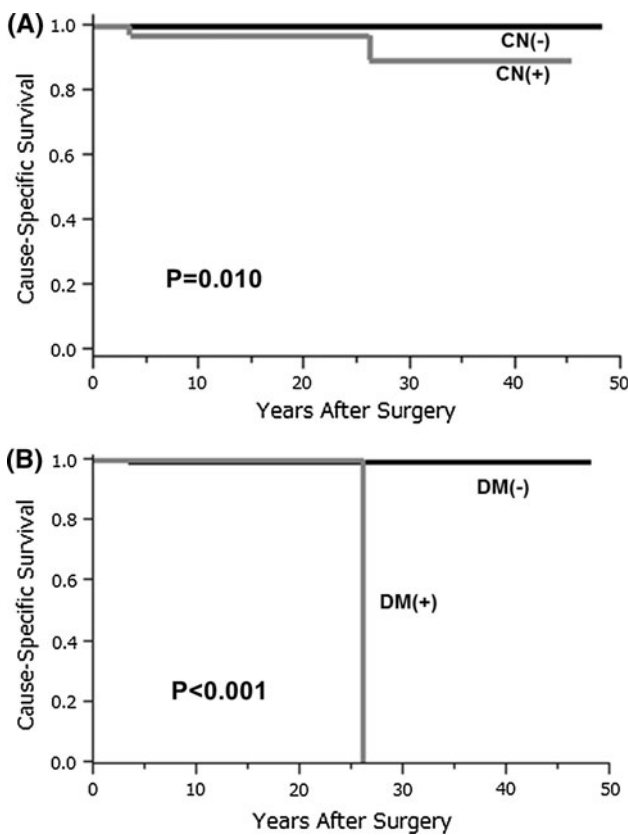 (A)
Cause-Specific Survival
1.0
0.8
0.6
0.4
0.2
0.0
CN(-)
CN(+)
P=0.010
0 10 20 30 40 50
Years After Surgery
(B)
Cause-Specific Survival
1.0
0.8
0.6
0.4
0.2
0.0
DM(-)
DM(+)
P<0.001
0 10 20 30 40 50
Years After Surgery